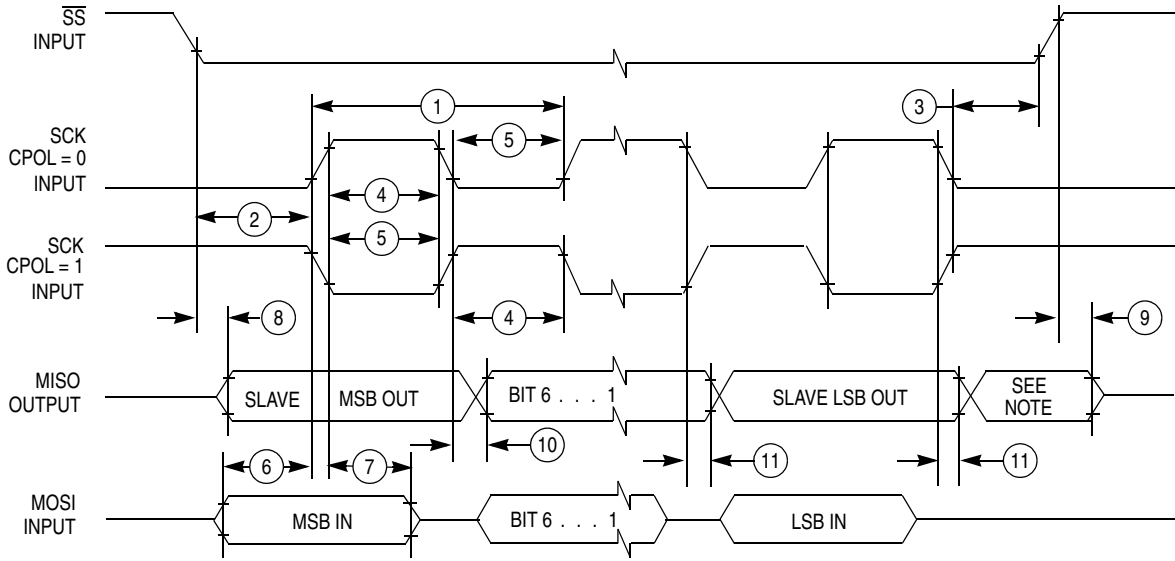 SS
INPUT
1
3
SCK
CPOL = 0
INPUT
5
4
2
SCK
CPOL = 1
INPUT
5
4
8
9
MISO
OUTPUT
SLAVE MSB OUT
BIT 6 . . . 1
SLAVE LSB OUT
SEE
NOTE
6
7
10
11
11
MOSI
INPUT
MSB IN
BIT 6 . . . 1
LSB IN